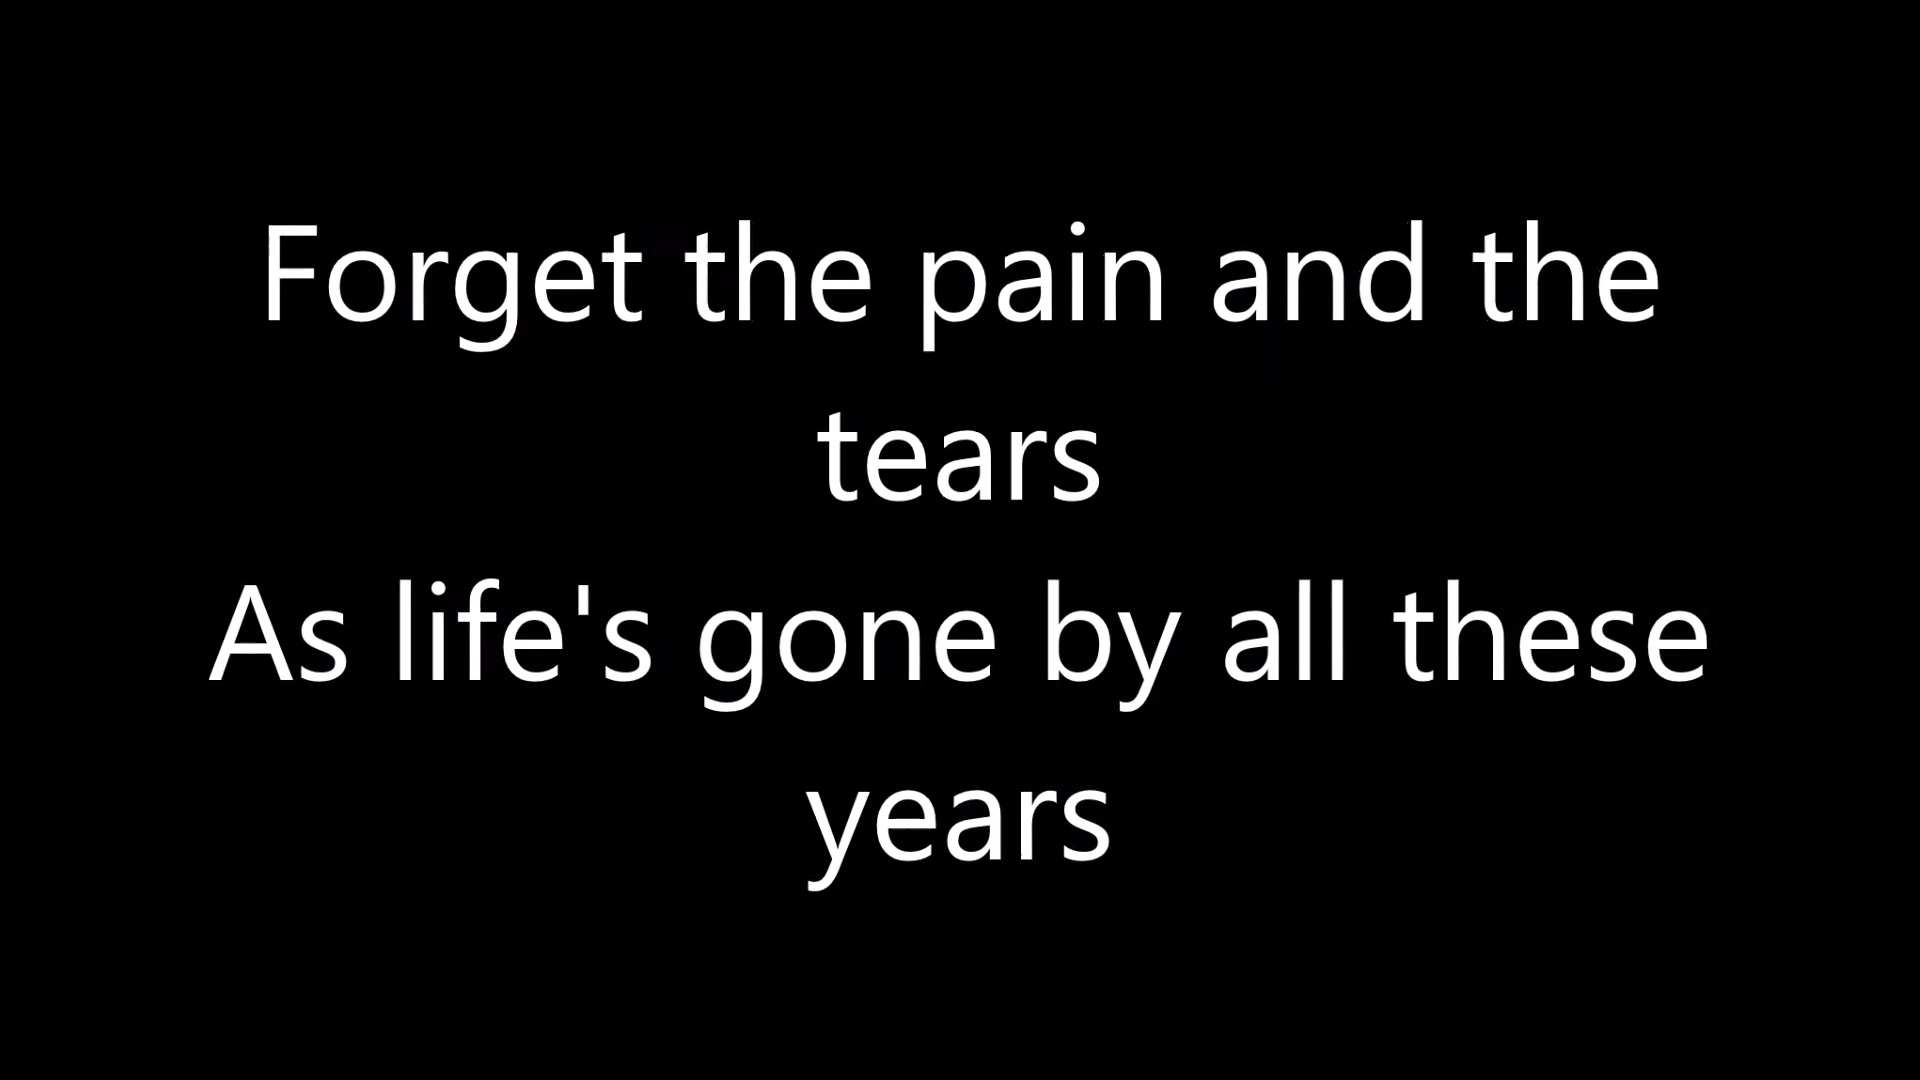 Forget the pain and the
tears
As life's gone by all these
years